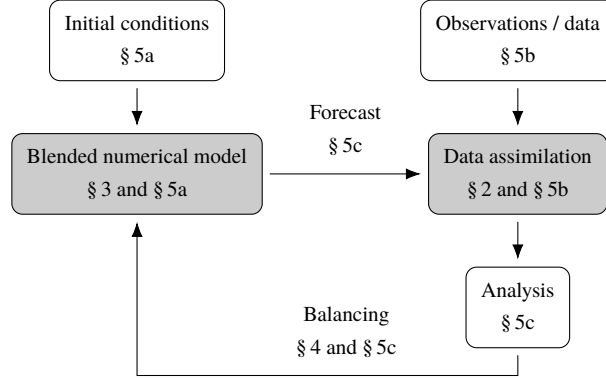 Initial conditions
§ 5a
Observations / data
§ 5b
Forecast
§ 5c
Blended numerical model
§ 3 and § 5a
Data assimilation
§ 2 and § 5b
Analysis
§ 5c
Balancing
§ 4 and § 5c